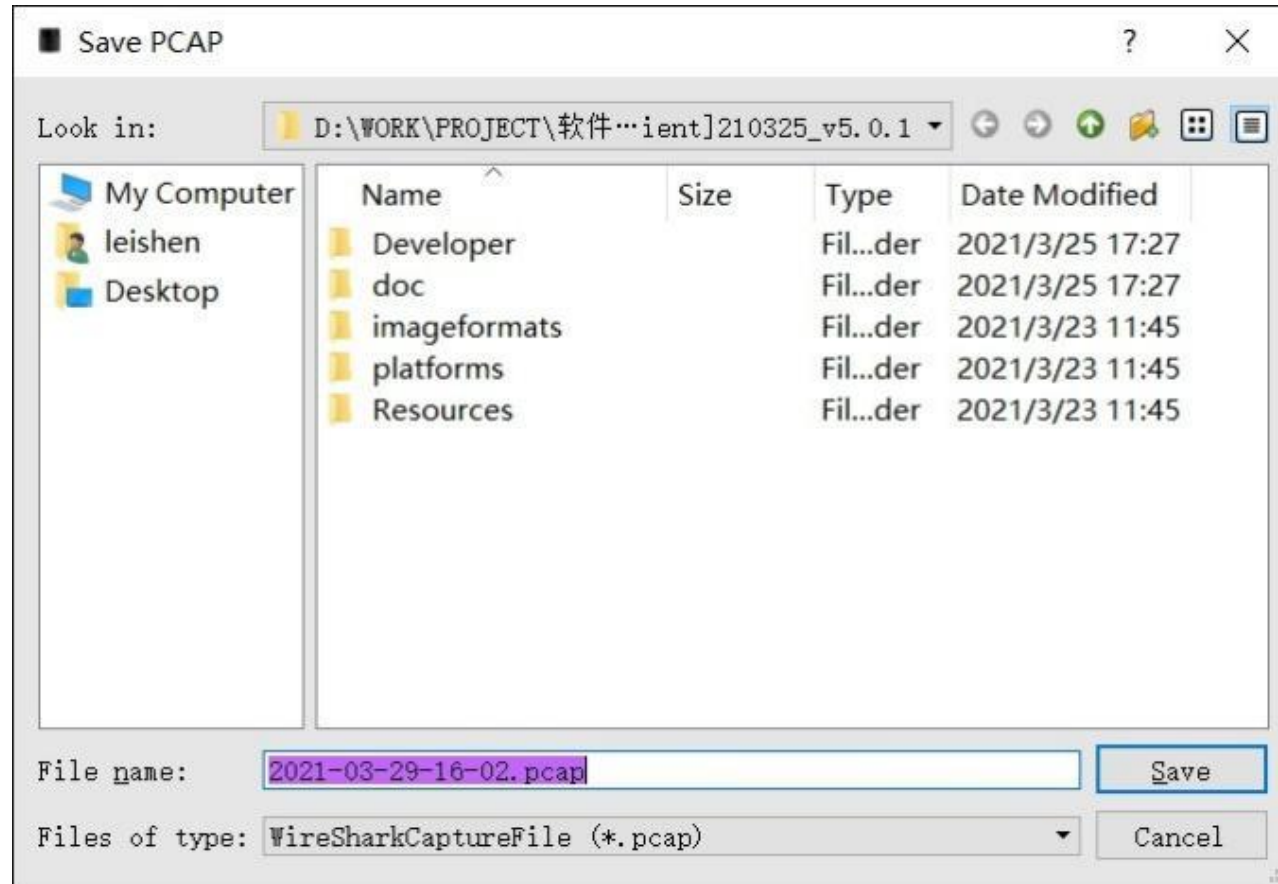 Save PCAP
?
Look in: D:\WORK\PROJECT\软件…ient]210325_v5.0.1
My Computer
leishen
Desktop
Name Size Type Date Modified
Developer Fil...der 2021/3/25 17:27
doc Fil...der 2021/3/25 17:27
imageformats Fil...der 2021/3/23 11:45
platforms Fil...der 2021/3/23 11:45
Resources Fil...der 2021/3/23 11:45
File name: 2021-03-29-16-02.pcap Save
Files of type: WireSharkCaptureFile (*.pcap) Cancel